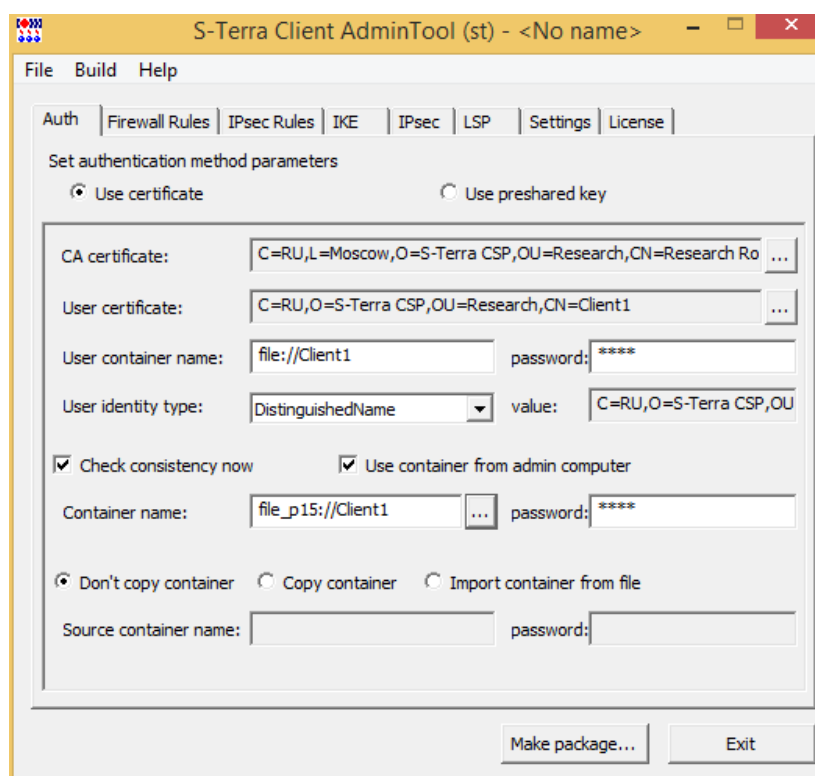 S-Terra Client AdminTool (st) - <No name>
File Build Help
Auth Firewall Rules IPsec Rules IKE IPsec LSP Settings License
Set authentication method parameters
Use certificate Use preshared key
CA certificate: C=RU,L=Moscow,O=S-Terra CSP,OU=Research,CN=Research Ro ...
User certificate: C=RU,O=S-Terra CSP,OU=Research,CN=Client1 ...
User container name: file://Client1 password: ****
User identity type: DistinguishedName value: C=RU,O=S-Terra CSP,OU
Check consistency now Use container from admin computer
Container name: file_p15://Client1 ... password: ****
Don't copy container Copy container Import container from file
Source container name: password:
Make package... Exit